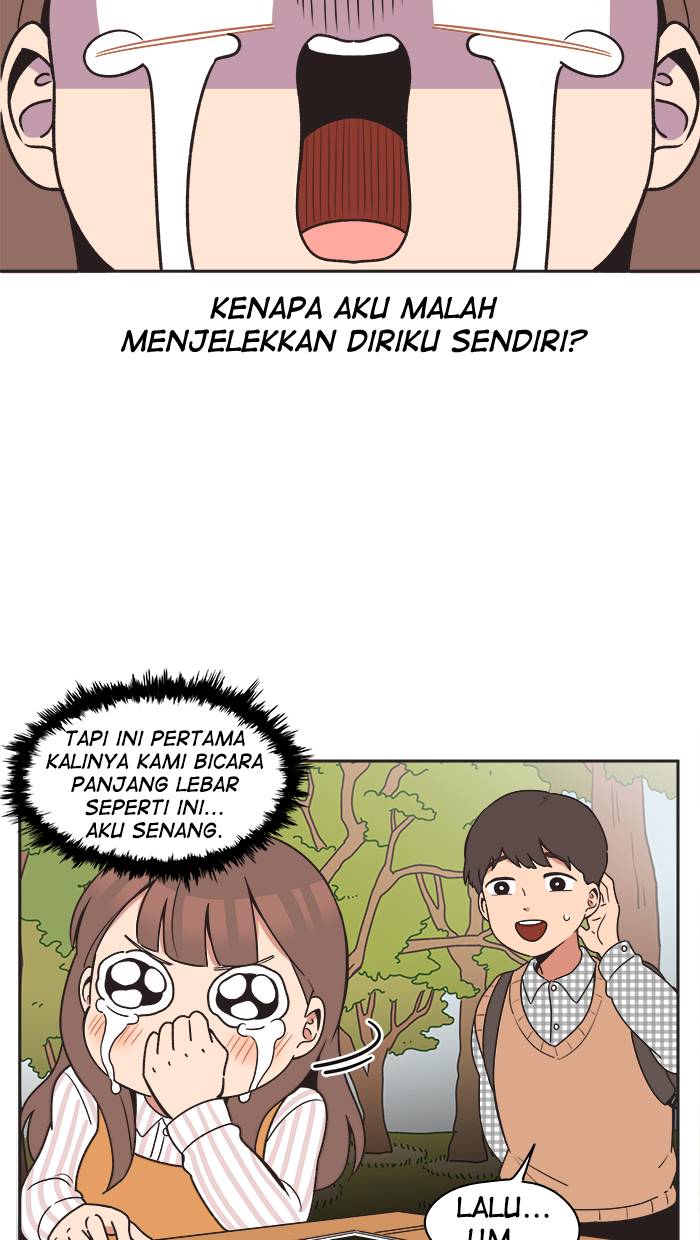 KENAPA AKU MALAH
MENJELEKKAN DIRIKU SENDIRI?
TAPI INI PERTAMA
KALINYA KAMI BICARA
PANJANG LEBAR
SEPERTI INI...
AKU SENANG.
LALU...
UM